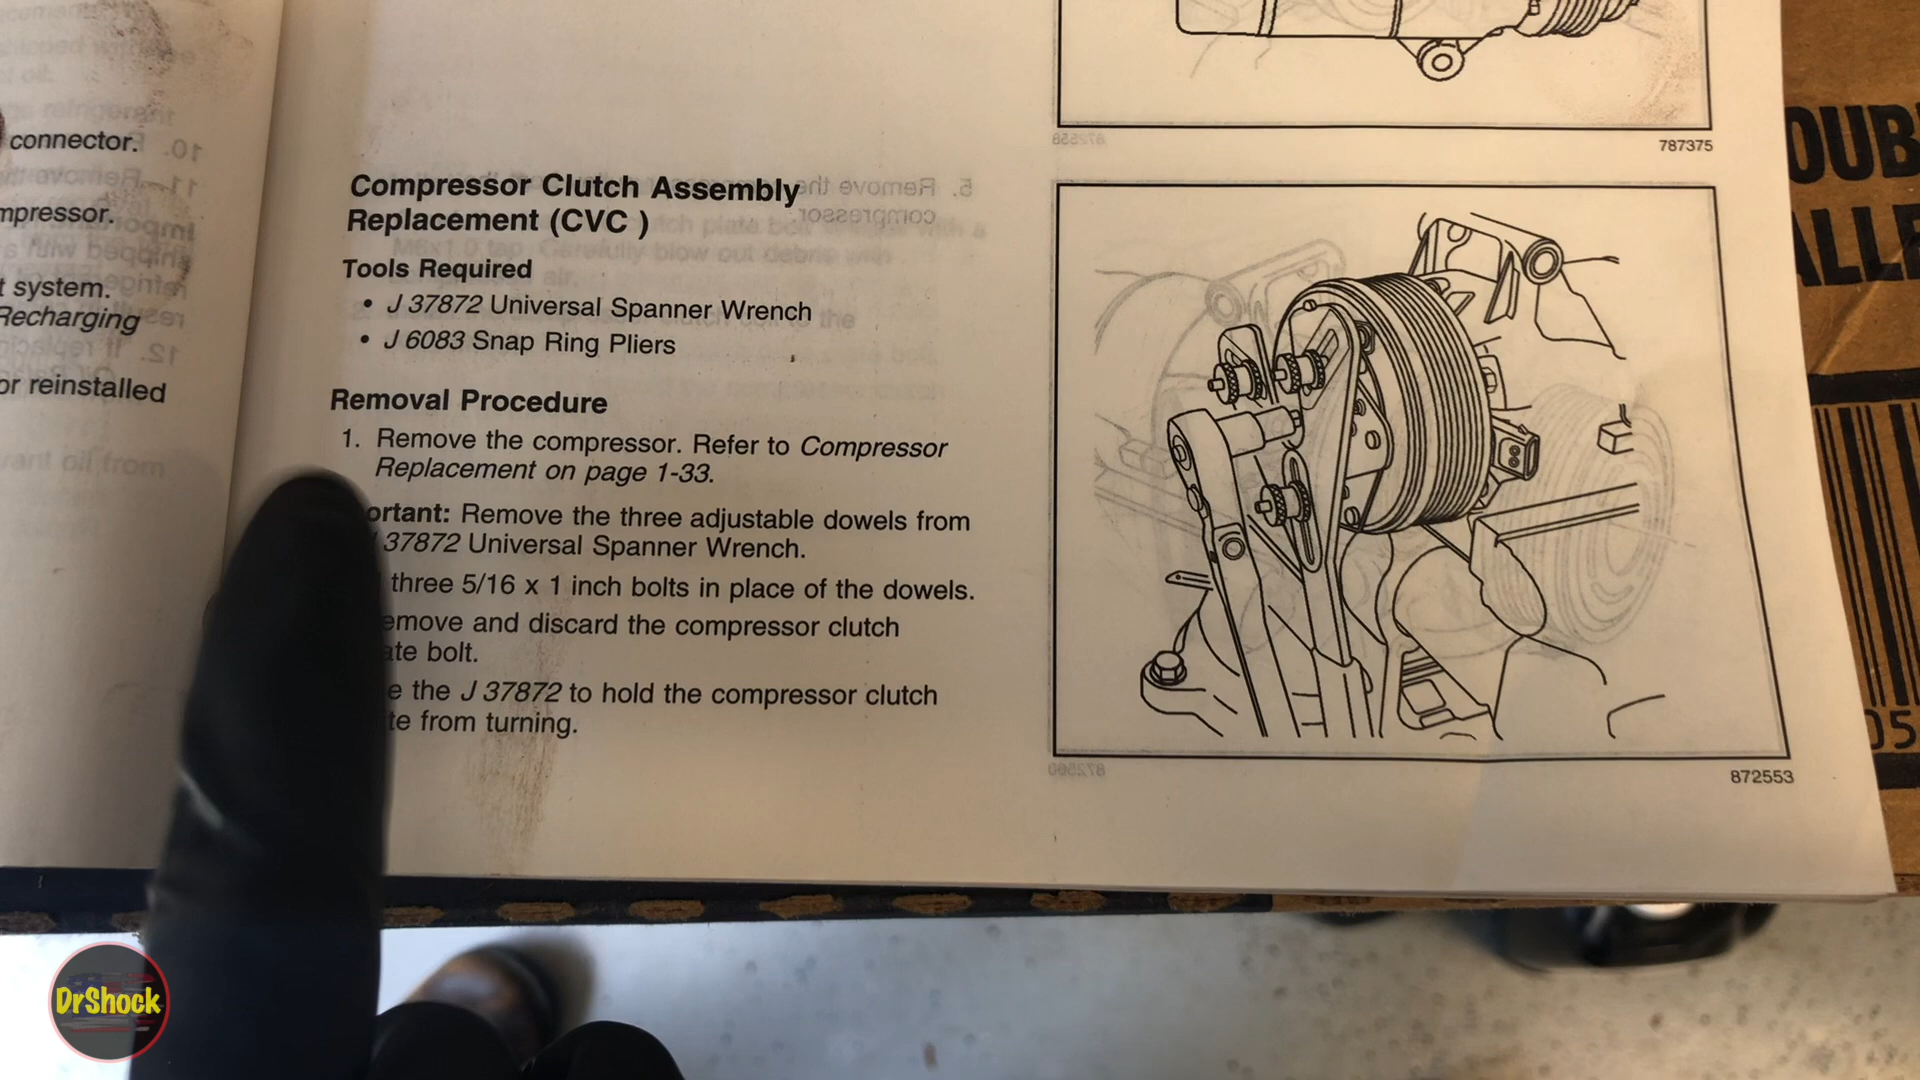 connector.
mpressor.
t system.
Recharging
or reinstalled
787375
Compressor Clutch Assembly
Replacement (CVC )
Tools Required
• J 37872 Universal Spanner Wrench
• J 6083 Snap Ring Pliers
Removal Procedure
1. Remove the compressor. Refer to Compressor
Replacement on page 1-33.
ortant: Remove the three adjustable dowels from
37872 Universal Spanner Wrench.
three 5/16 x 1 inch bolts in place of the dowels.
emove and discard the compressor clutch
ate bolt.
e the J 37872 to hold the compressor clutch
te from turning.
872553
OUB
ALLE
05
DrShock